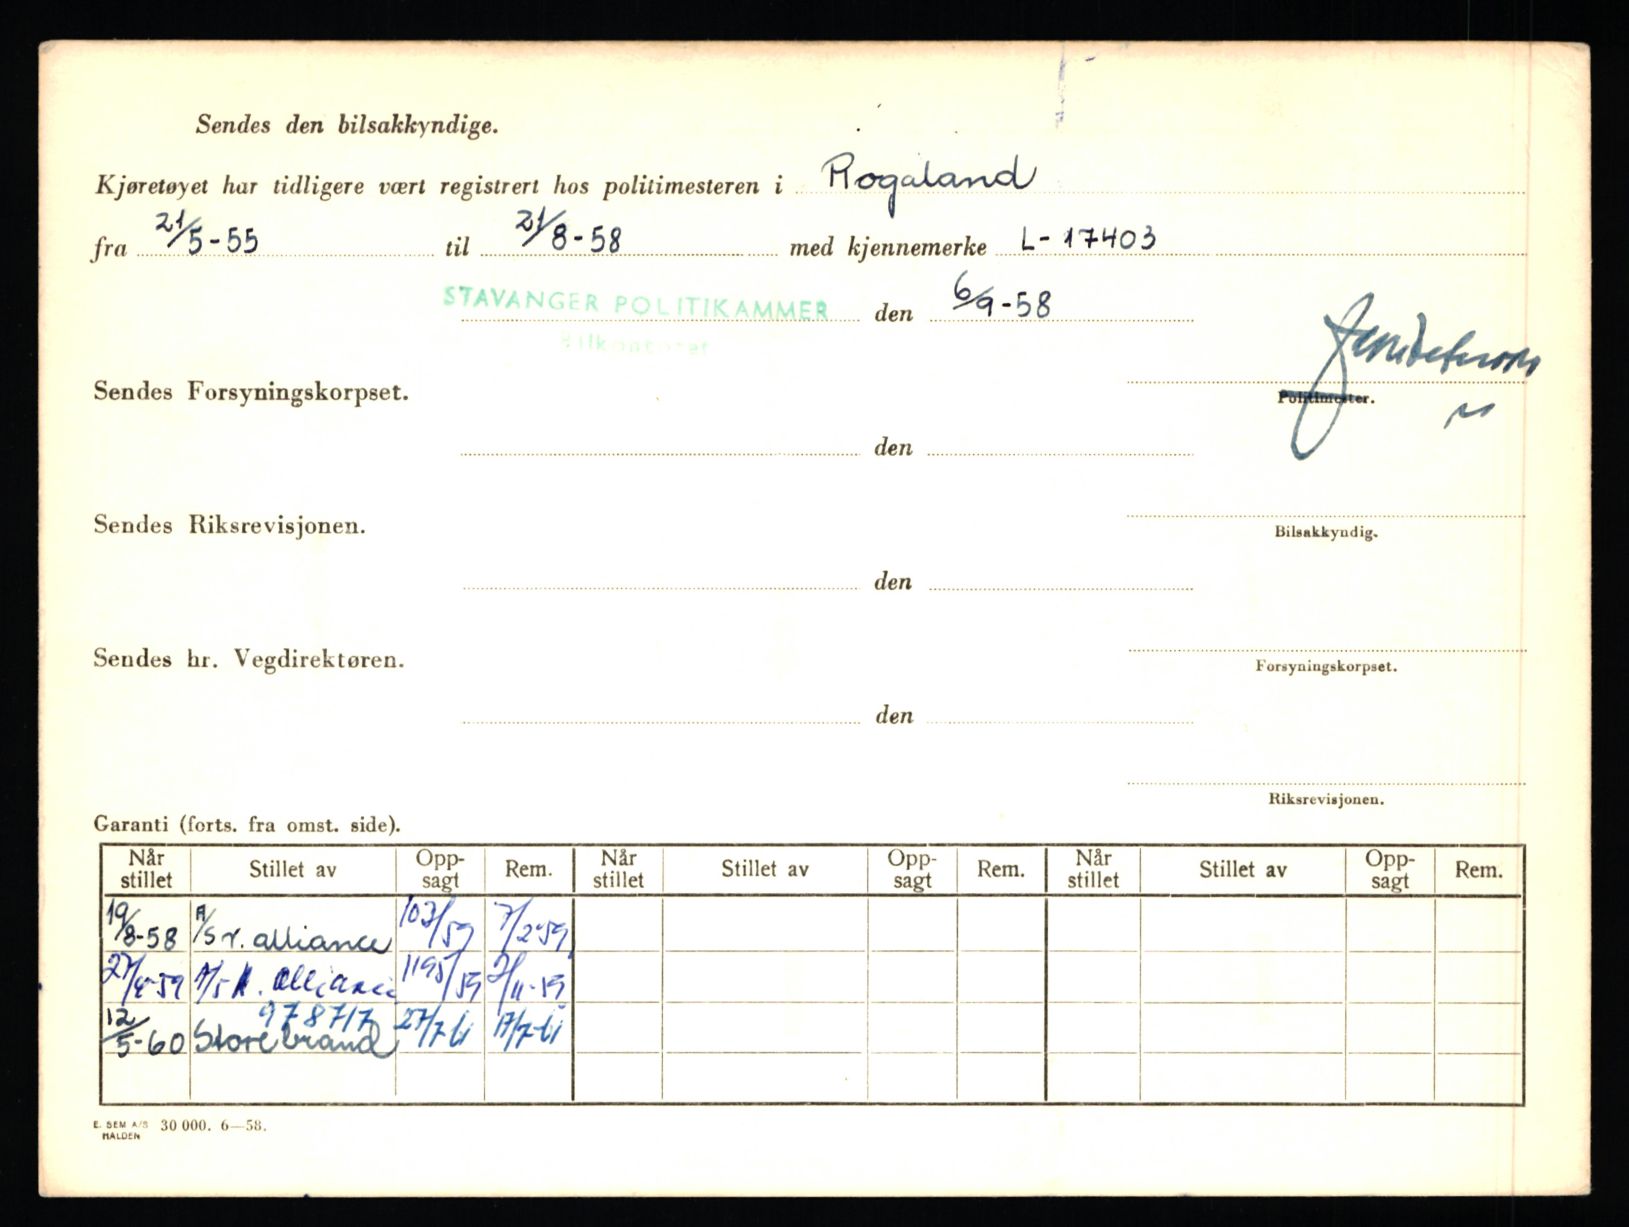 Sendes den bilsakkyndige.
Kjøretøyet har tidligere vært registrert hos politimesteren i Rogaland
fra 21/5-55 til 21/8-58 med kjennemerke L-17403
STAVANGER POLITIKAMMER den 6/9-58
Bilkontoret
Sendes Forsyningskorpset.
Politimester.
den
Sendes Riksrevisjonen.
Bilsakkyndig.
den
Sendes hr. Vegdirektøren.
Forsyningskorpset.
den
Riksrevisjonen.
Garanti (forts. fra omst. side).
Når stillet Stillet av Opp-sagt Rem. Når stillet Stillet av Opp-sagt Rem. Når stillet Stillet av Opp-sagt Rem.
19/8-58 A/S r. alliance 103/59 7/2-59
27/4-59 A/S R. alliance 1195/59 2/11-59
978717
12/5-60 Storebrand 27/7-61 17/7-61
E. SEM A/S HALDEN 30 000. 6—58.